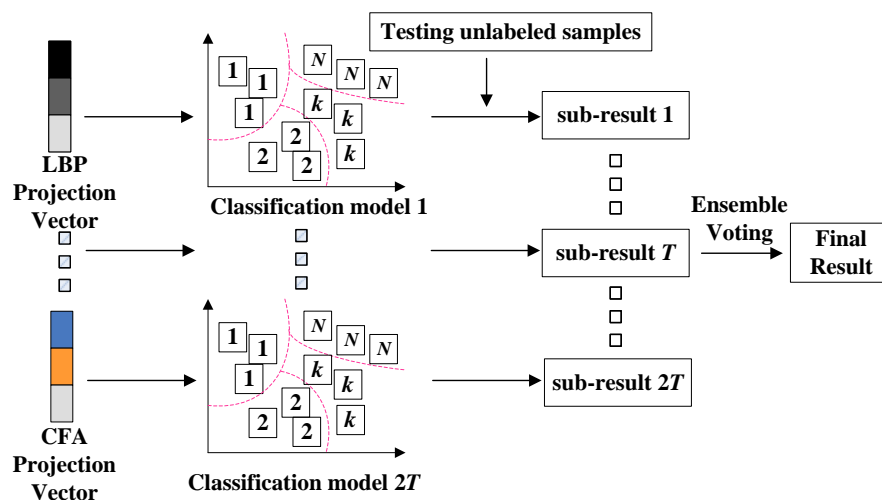 Testing unlabeled samples
1
1
1
N
N
N
k
k
k
2
2
2
LBP
Projection
Vector
Classification model 1
sub-result 1
sub-result T
Ensemble
Voting
Final
Result
1
1
1
N
N
N
k
k
k
2
2
2
CFA
Projection
Vector
Classification model 2T
sub-result 2T